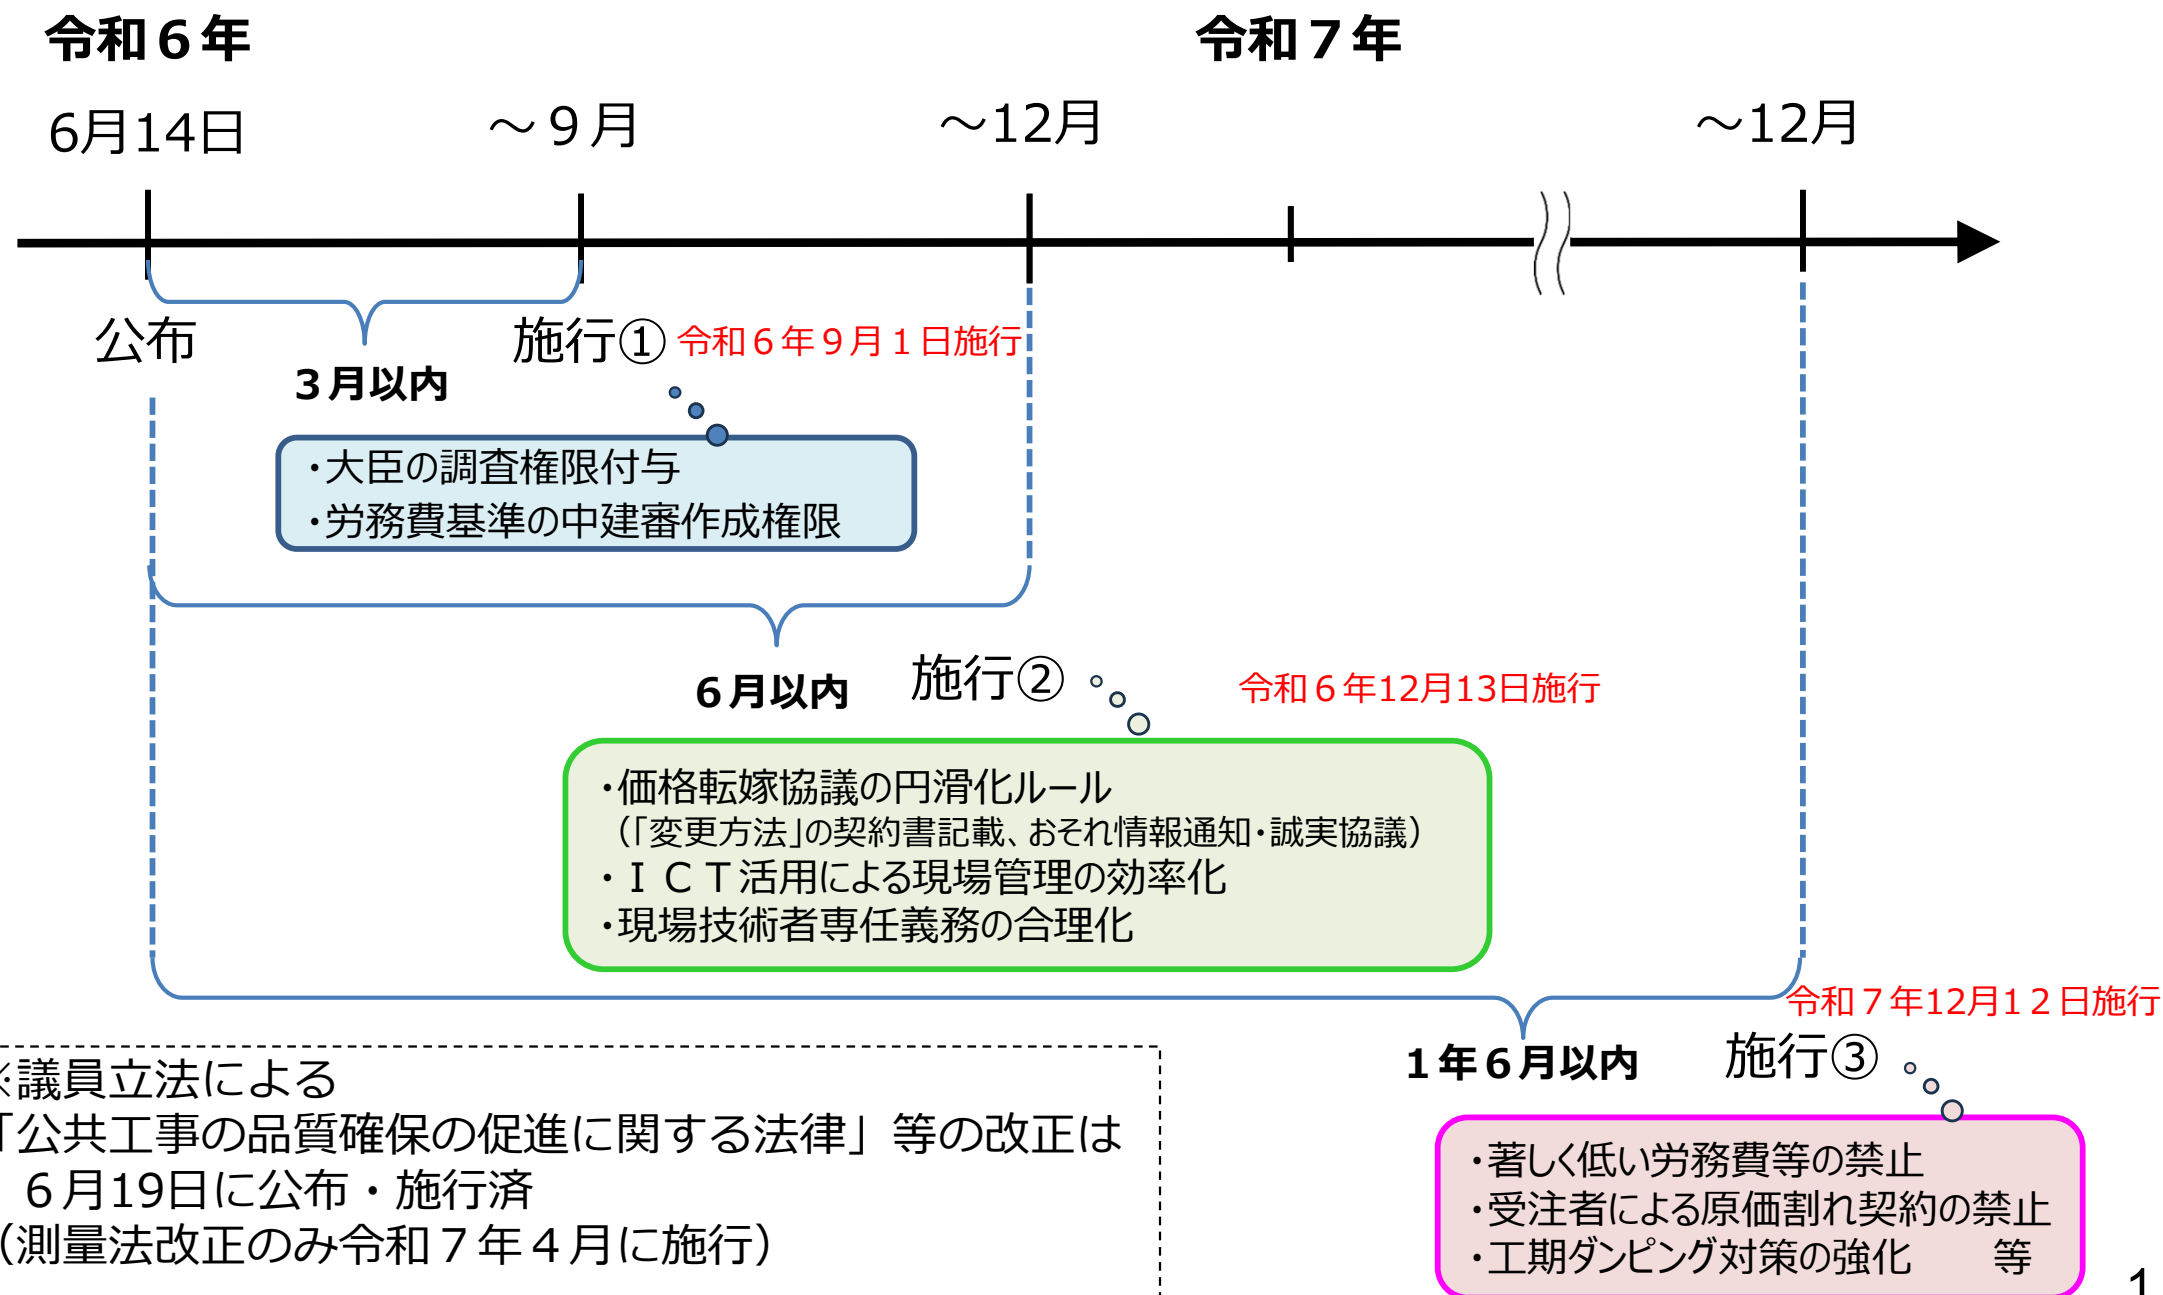 令和６年
令和７年
6月14日
～９月
～12月
～12月
公布
施行①
令和６年９月１日施行
３月以内
・大臣の調査権限付与
・労務費基準の中建審作成権限
６月以内
施行②
令和６年12月13日施行
・価格転嫁協議の円滑化ルール
（「変更方法」の契約書記載、おそれ情報通知・誠実協議）
・ＩＣＴ活用による現場管理の効率化
・現場技術者専任義務の合理化
令和７年12月1２日施行
１年６月以内
施行③
・著しく低い労務費等の禁止
・受注者による原価割れ契約の禁止
・工期ダンピング対策の強化　　等
※議員立法による
「公共工事の品質確保の促進に関する法律」等の改正は
６月19日に公布・施行済
（測量法改正のみ令和７年４月に施行）
1